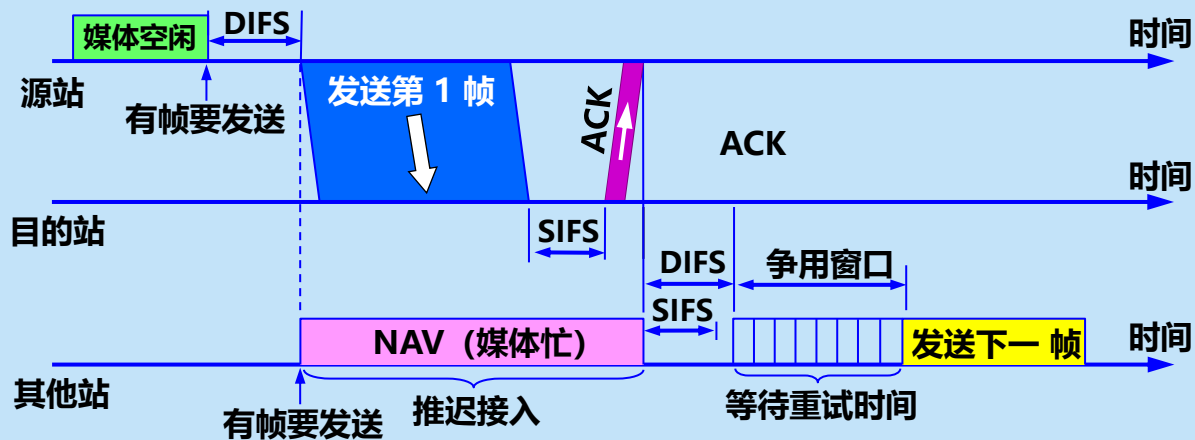 媒体空闲
DIFS
时间
源站
有帧要发送
发送第 1 帧
ACK
ACK
时间
目的站
SIFS
DIFS
争用窗口
SIFS
NAV（媒体忙）
发送下一 帧
时间
其他站
有帧要发送
推迟接入
等待重试时间